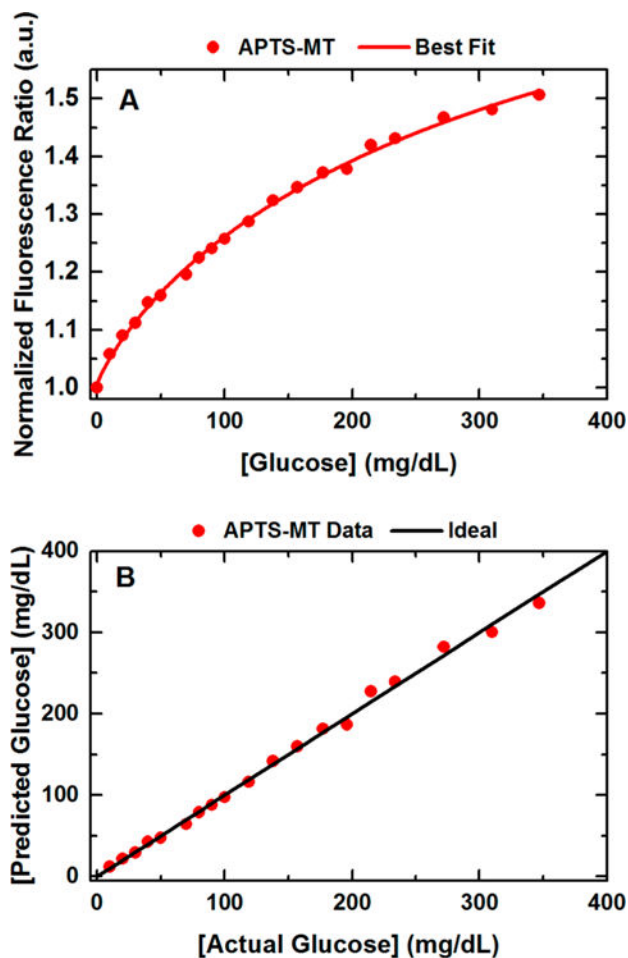 APTS-MT Best Fit
A
Normalized Fluorescence Ratio (a.u.)
1.5
1.4
1.3
1.2
1.1
1.0
0 100 200 300 400
[Glucose] (mg/dL)
APTS-MT Data Ideal
B
[Predicted Glucose] (mg/dL)
400
300
200
100
0
0 100 200 300 400
[Actual Glucose] (mg/dL)